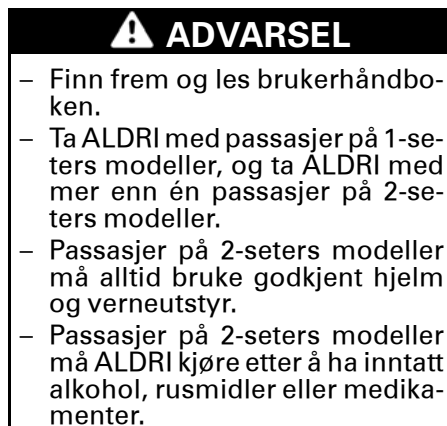 ADVARSEL
– Finn frem og les brukerhåndbo-
ken.
– Ta ALDRI med passasjer på 1-se-
ters modeller, og ta ALDRI med
mer enn én passasjer på 2-se-
ters modeller.
– Passasjer på 2-seters modeller
må alltid bruke godkjent hjelm
og verneutstyr.
– Passasjer på 2-seters modeller
må ALDRI kjøre etter å ha inntatt
alkohol, rusmidler eller medika-
menter.